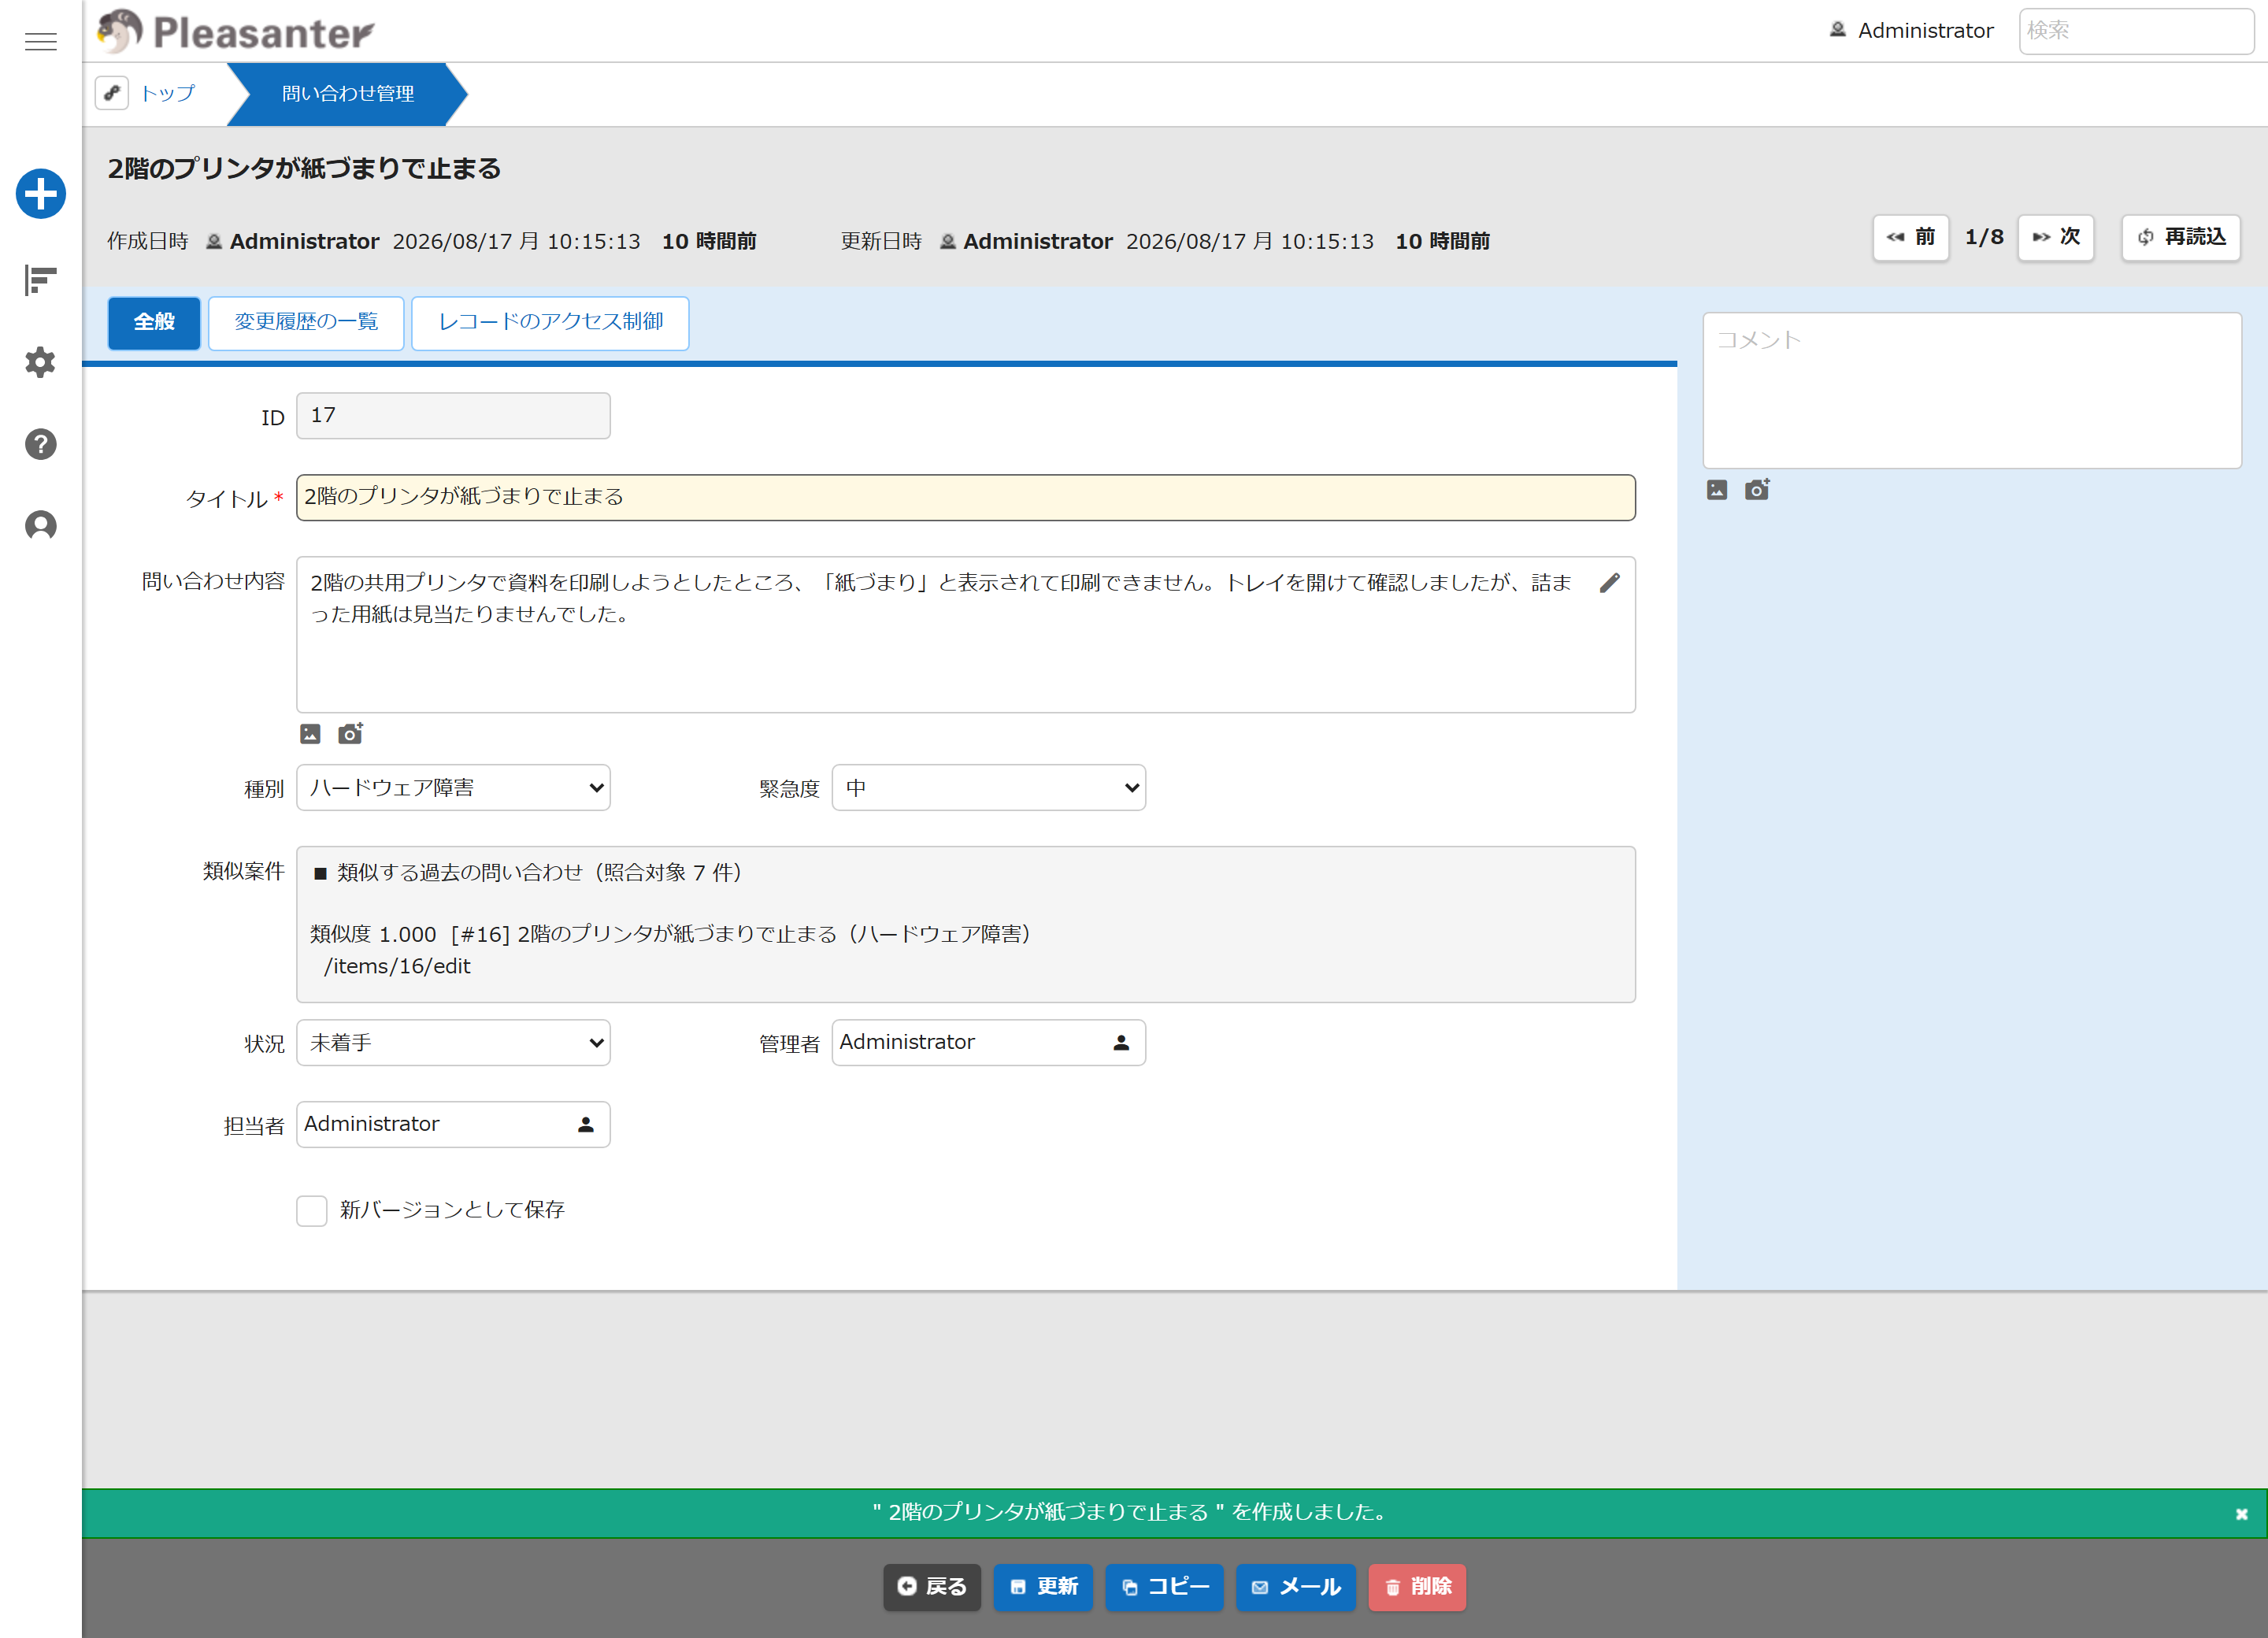 Pleasanter
Administrator
検索
トップ
問い合わせ管理
2階のプリンタが紙づまりで止まる
作成日時 Administrator 2026/08/17 月 10:15:13 10 時間前 更新日時 Administrator 2026/08/17 月 10:15:13 10 時間前
前 1/8 次 再読込
全般 変更履歴の一覧 レコードのアクセス制御
コメント
ID 17
タイトル * 2階のプリンタが紙づまりで止まる
問い合わせ内容 2階の共用プリンタで資料を印刷しようとしたところ、「紙づまり」と表示されて印刷できません。トレイを開けて確認しましたが、詰ま
った用紙は見当たりませんでした。
種別 ハードウェア障害 緊急度 中
類似案件 ■ 類似する過去の問い合わせ（照合対象 7 件）
類似度 1.000 [#16] 2階のプリンタが紙づまりで止まる（ハードウェア障害）
/items/16/edit
状況 未着手 管理者 Administrator
担当者 Administrator
新バージョンとして保存
" 2階のプリンタが紙づまりで止まる " を作成しました。
戻る 更新 コピー メール 削除